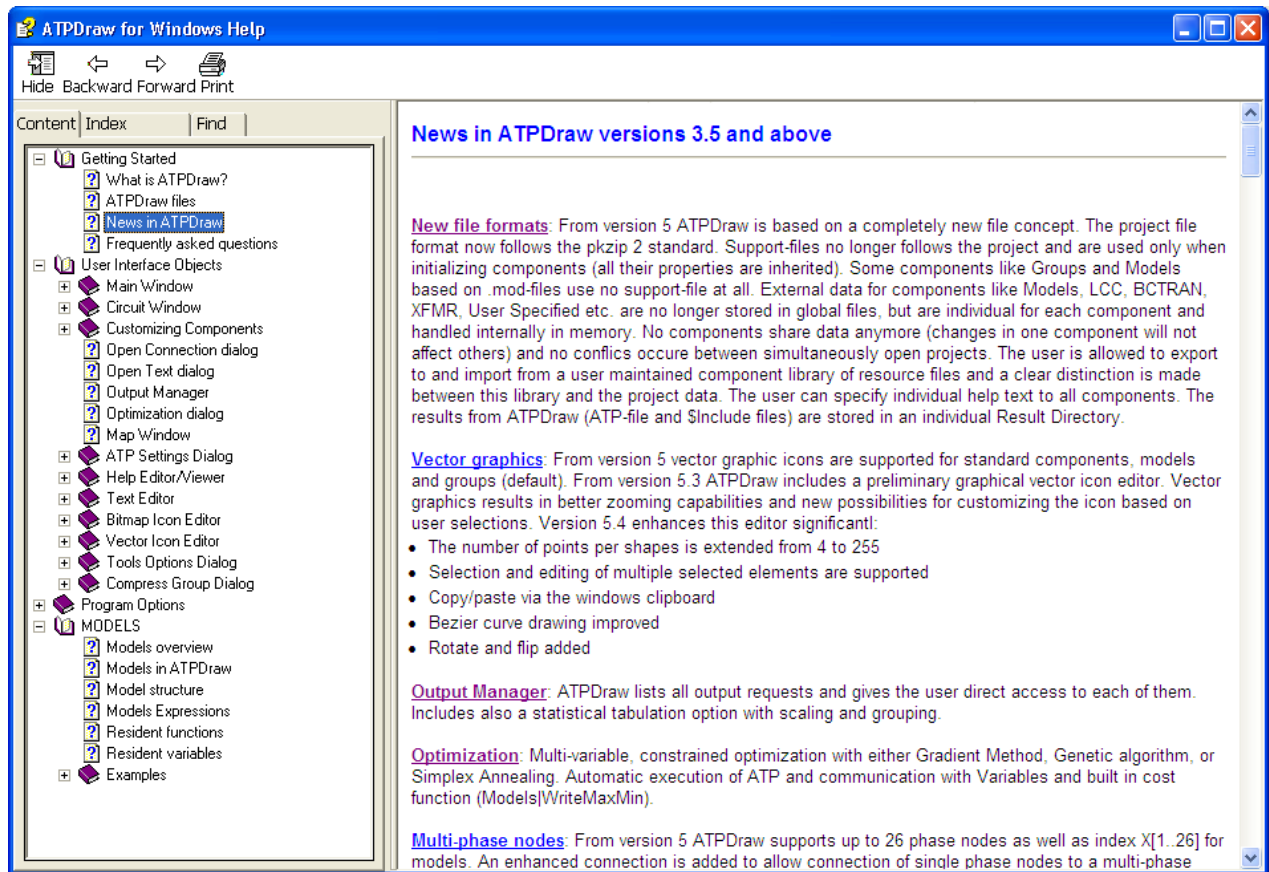 ATPDraw for Windows Help
Hide Backward Forward Print
Content Index Find
Getting Started
What is ATPDraw?
ATPDraw files
News in ATPDraw
Frequently asked questions
User Interface Objects
Main Window
Circuit Window
Customizing Components
Open Connection dialog
Open Text dialog
Output Manager
Optimization dialog
Map Window
ATP Settings Dialog
Help Editor/Viewer
Text Editor
Bitmap Icon Editor
Vector Icon Editor
Tools Options Dialog
Compress Group Dialog
Program Options
MODELS
Models overview
Models in ATPDraw
Model structure
Models Expressions
Resident functions
Resident variables
Examples
News in ATPDraw versions 3.5 and above
New file formats: From version 5 ATPDraw is based on a completely new file concept. The project file
format now follows the pkzip 2 standard. Support-files no longer follows the project and are used only when
initializing components (all their properties are inherited). Some components like Groups and Models
based on .mod-files use no support-file at all. External data for components like Models, LCC, BCTRAN,
XFMR, User Specified etc. are no longer stored in global files, but are individual for each component and
handled internally in memory. No components share data anymore (changes in one component will not
affect others) and no conflics occure between simultaneously open projects. The user is allowed to export
to and import from a user maintained component library of resource files and a clear distinction is made
between this library and the project data. The user can specify individual help text to all components. The
results from ATPDraw (ATP-file and $Include files) are stored in an individual Result Directory.
Vector graphics: From version 5 vector graphic icons are supported for standard components, models
and groups (default). From version 5.3 ATPDraw includes a preliminary graphical vector icon editor. Vector
graphics results in better zooming capabilities and new possibilities for customizing the icon based on
user selections. Version 5.4 enhances this editor significantl:
• The number of points per shapes is extended from 4 to 255
• Selection and editing of multiple selected elements are supported
• Copy/paste via the windows clipboard
• Bezier curve drawing improved
• Rotate and flip added
Output Manager: ATPDraw lists all output requests and gives the user direct access to each of them.
Includes also a statistical tabulation option with scaling and grouping.
Optimization: Multi-variable, constrained optimization with either Gradient Method, Genetic algorithm, or
Simplex Annealing. Automatic execution of ATP and communication with Variables and built in cost
function (Models|WriteMaxMin).
Multi-phase nodes: From version 5 ATPDraw supports up to 26 phase nodes as well as index X[1..26] for
models. An enhanced connection is added to allow connection of single phase nodes to a multi-phase